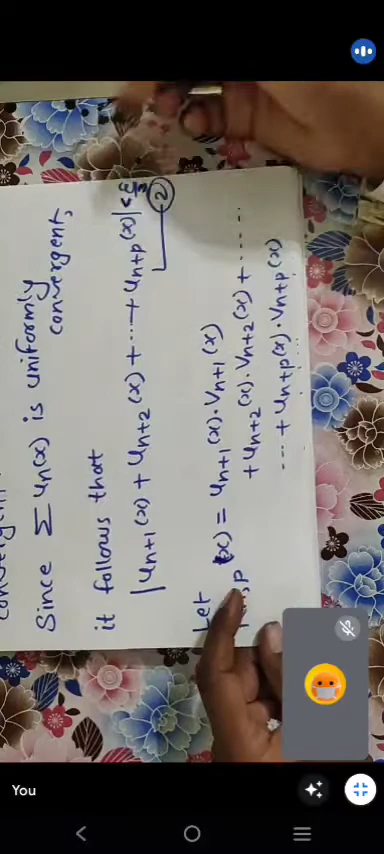 Since ∑ uₙ(x) is uniformly
convergent,
it follows that
|uₙ₊₁(x) + uₙ₊₂(x) + ... + uₙ₊ₚ(x)| < ε/
②
Let
,p (x) = uₙ₊₁(x).vₙ₊₁(x)
+ uₙ₊₂(x).vₙ₊₂(x) + ......
... + uₙ₊ₚ(x).vₙ₊ₚ(x)
You